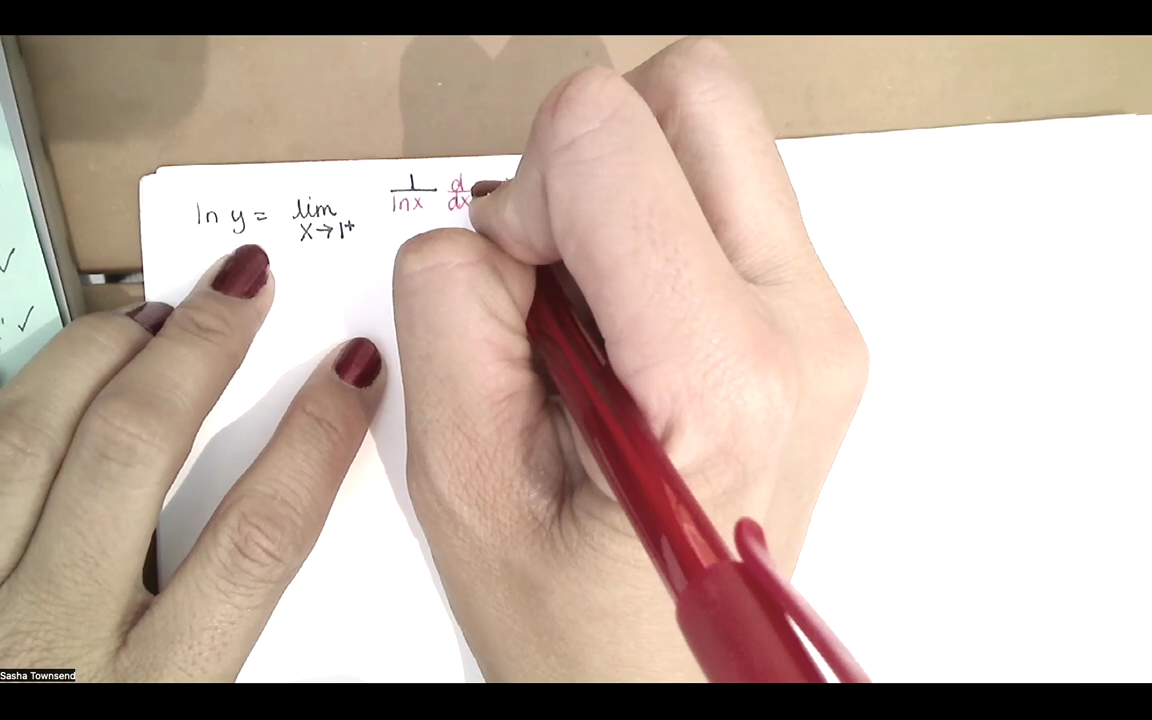 ln y = lim 1/ln x d/dx
x→1⁺
Sasha Townsend